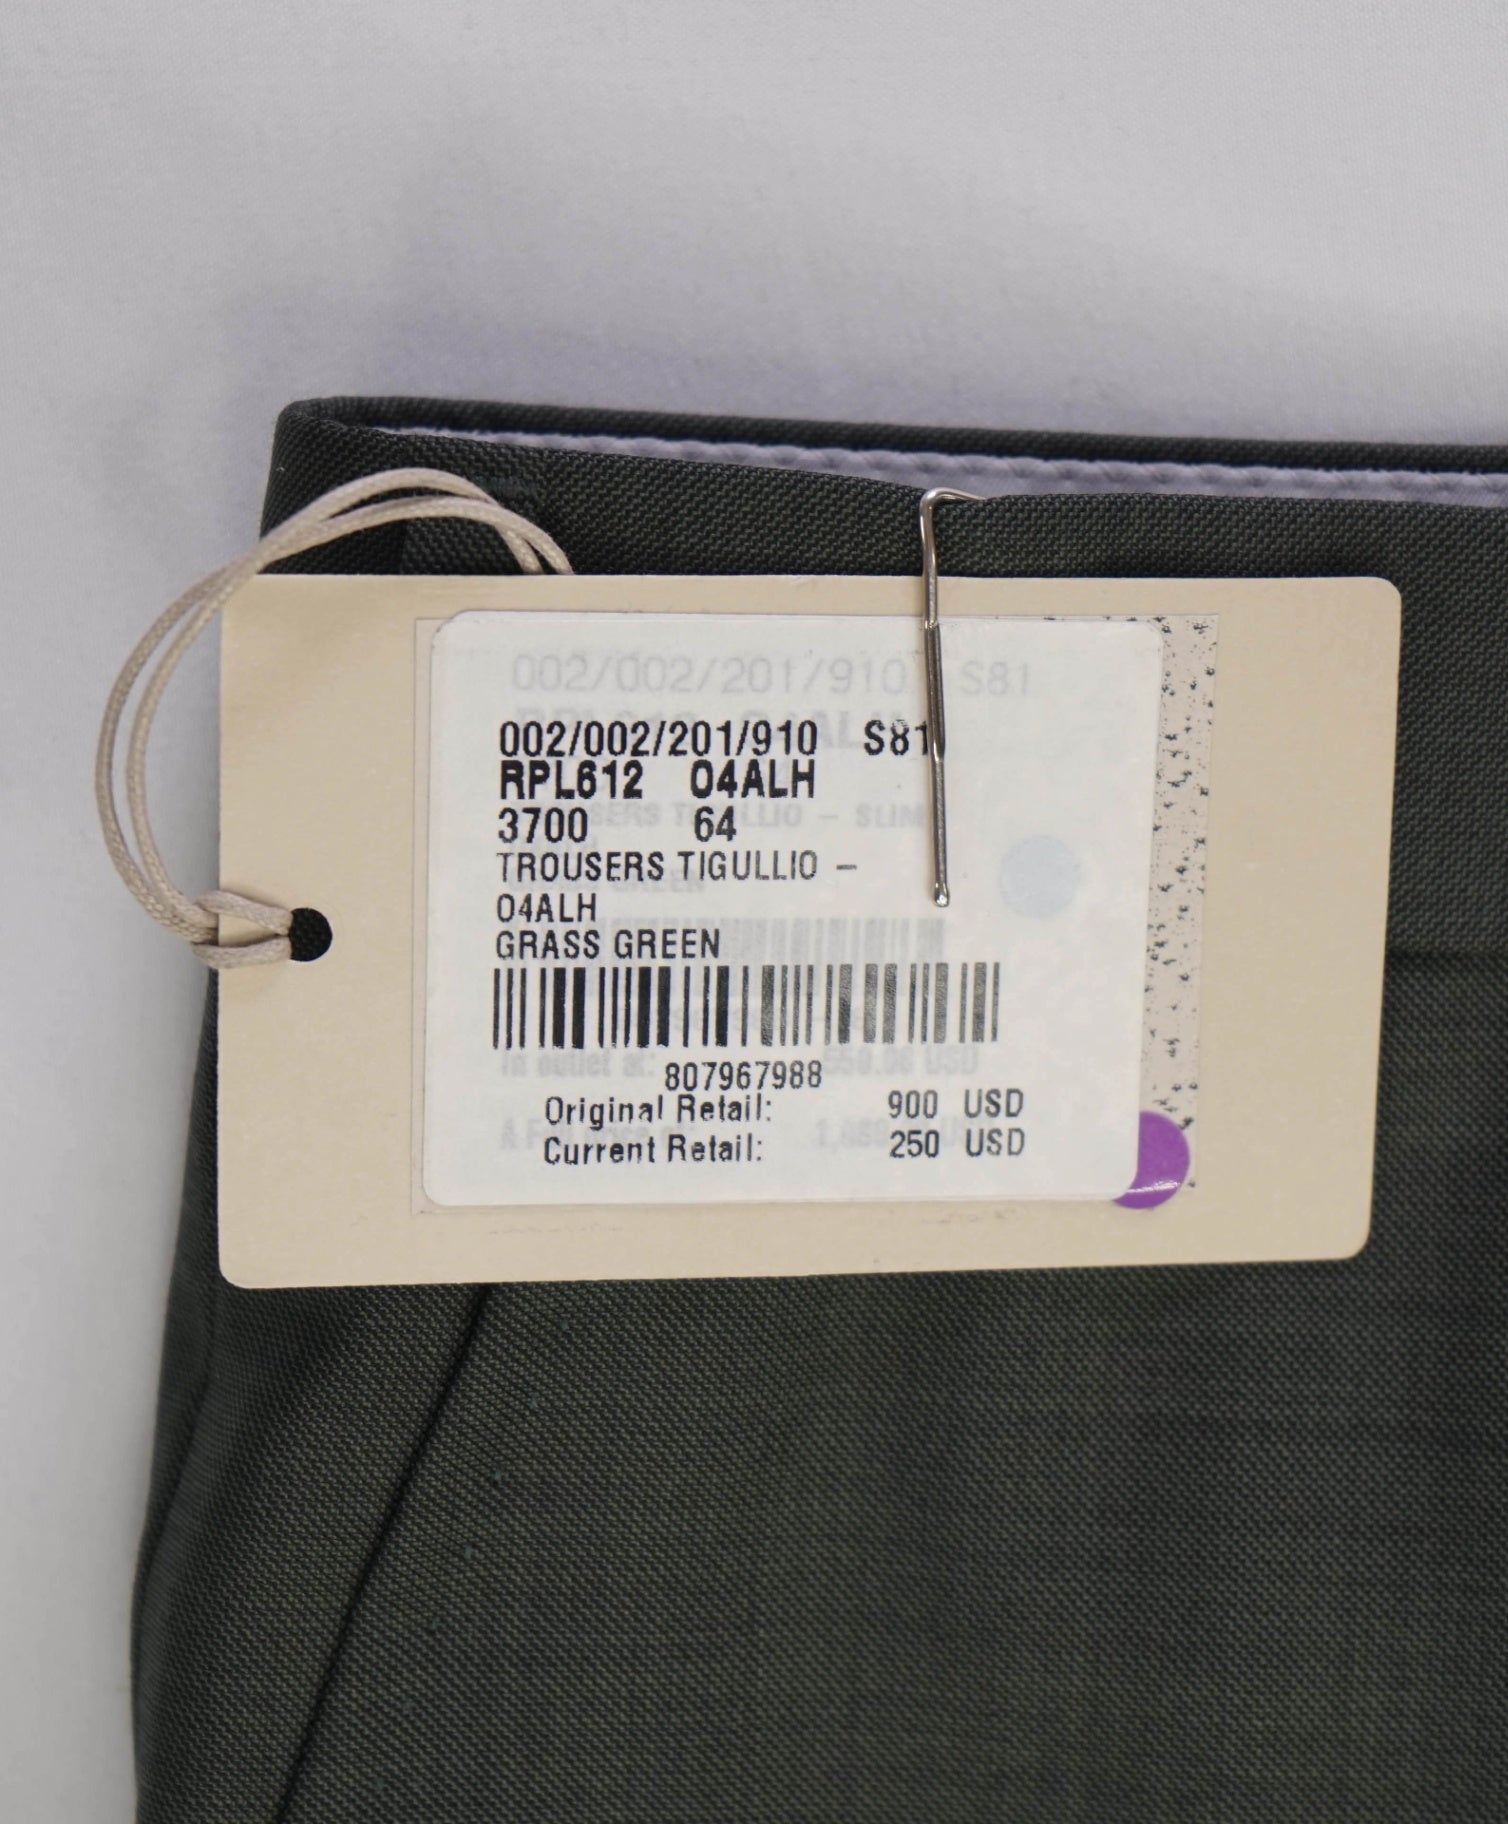 002/002/201/910 S81
RPL612 04ALH
3700 64
TROUSERS TIGULLIO -
04ALH
GRASS GREEN
807967988
Original Retail: 900 USD
Current Retail: 250 USD